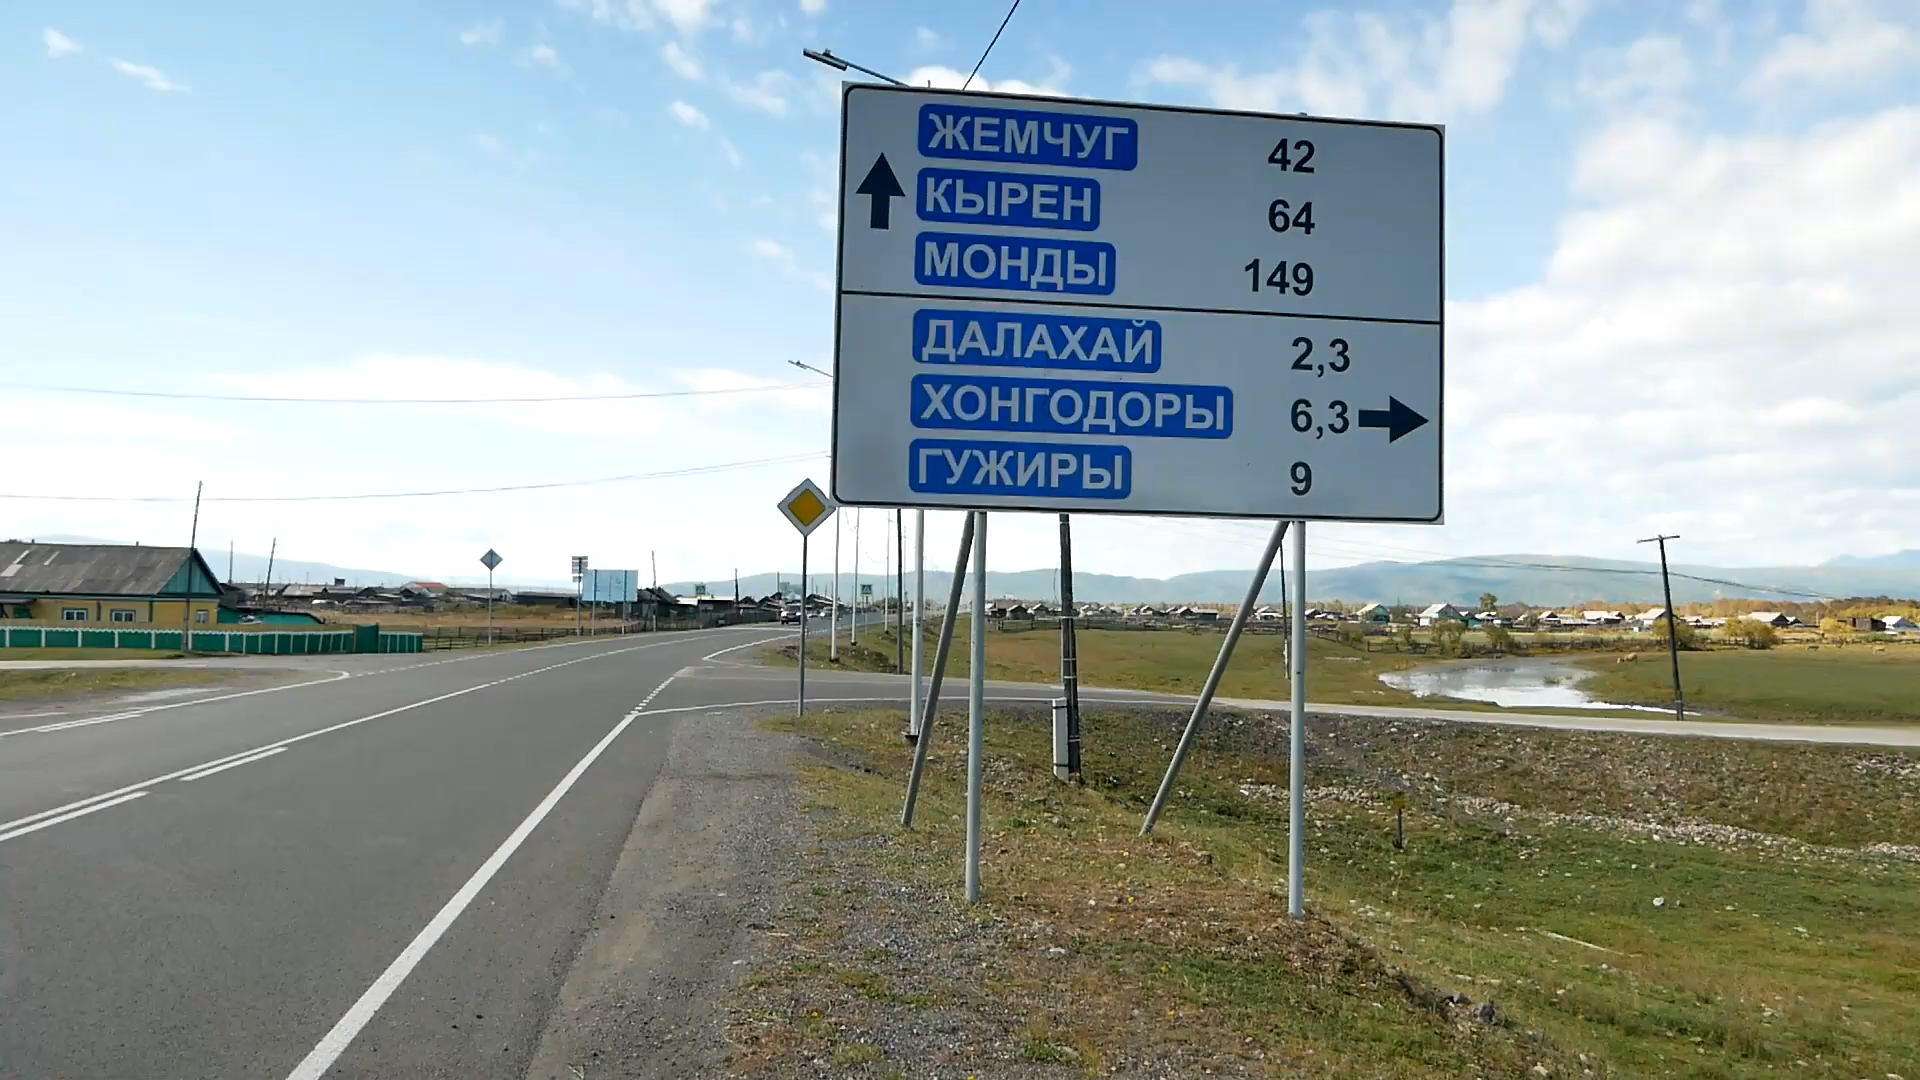 ЖЕМЧУГ 42
КЫРЕН 64
МОНДЫ 149
ДАЛАХАЙ 2,3
ХОНГОДОРЫ 6,3
ГУЖИРЫ 9